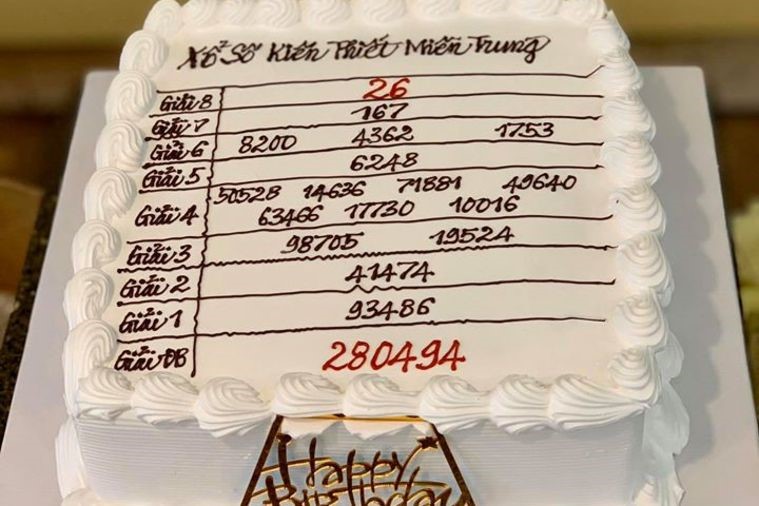 Xổ Số Kiến Thiết Miền Trung
Giải 8 26
Giải 7 167
Giải 6 8200 4362 1753
Giải 5 6248
50528 14636 71881 49640
Giải 4 63466 17730 10016
Giải 3 98705 19524
Giải 2 41474
Giải 1 93486
Giải ĐB 280494
Happy
Birthday